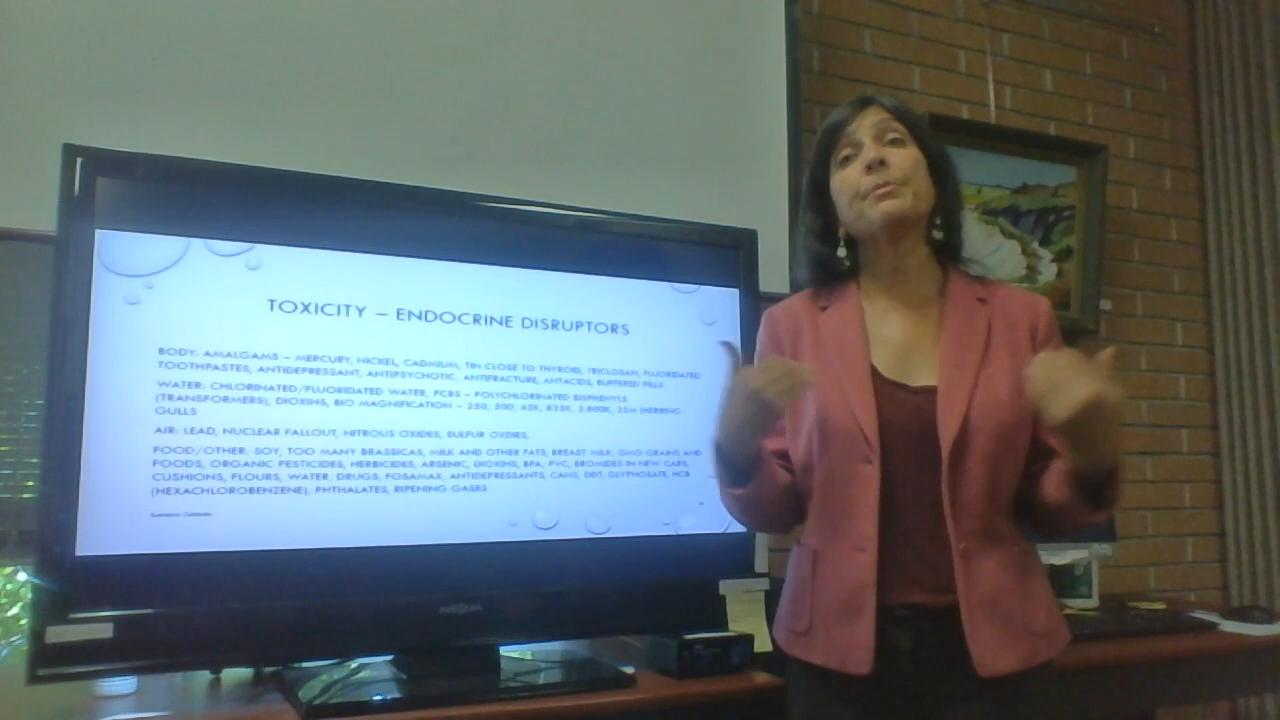 TOXICITY – ENDOCRINE DISRUPTORS
BODY: AMALGAMS – MERCURY, NICKEL, CADMIUM, TIN CLOSE TO THYROID, TRICLOSAN, FLUORIDATED
TOOTHPASTES, ANTIDEPRESSANT, ANTIPSYCHOTIC, ANTIFRACTURE, ANTACIDS, BUFFERED PILLS
WATER: CHLORINATED/FLUORIDATED WATER, PCBS – POLYCHLORINATED BISPHENYLS
(TRANSFORMERS), DIOXINS, BIO MAGNIFICATION – 250, 500, 45K, 835K, 2,800K, 25M (HERRING
GULLS
AIR: LEAD, NUCLEAR FALLOUT, NITROUS OXIDES, SULFUR OXDIES,
FOOD/OTHER: SOY, TOO MANY BRASSICAS, MILK AND OTHER FATS, BREAST MILK, GMO GRAINS AND
FOODS, ORGANIC PESTICIDES, HERBICIDES, ARSENIC, DIOXINS, BPA, PVC, BROMIDES IN NEW CARS,
CUSHIONS, FLOURS, WATER, DRUGS, FOSAMAX, ANTIDEPRESSANTS, CANS, DDT, GLYPHOSATE, HCB
(HEXACHLOROBENZENE), PHTHALATES, RIPENING GASES
INSIGNIA